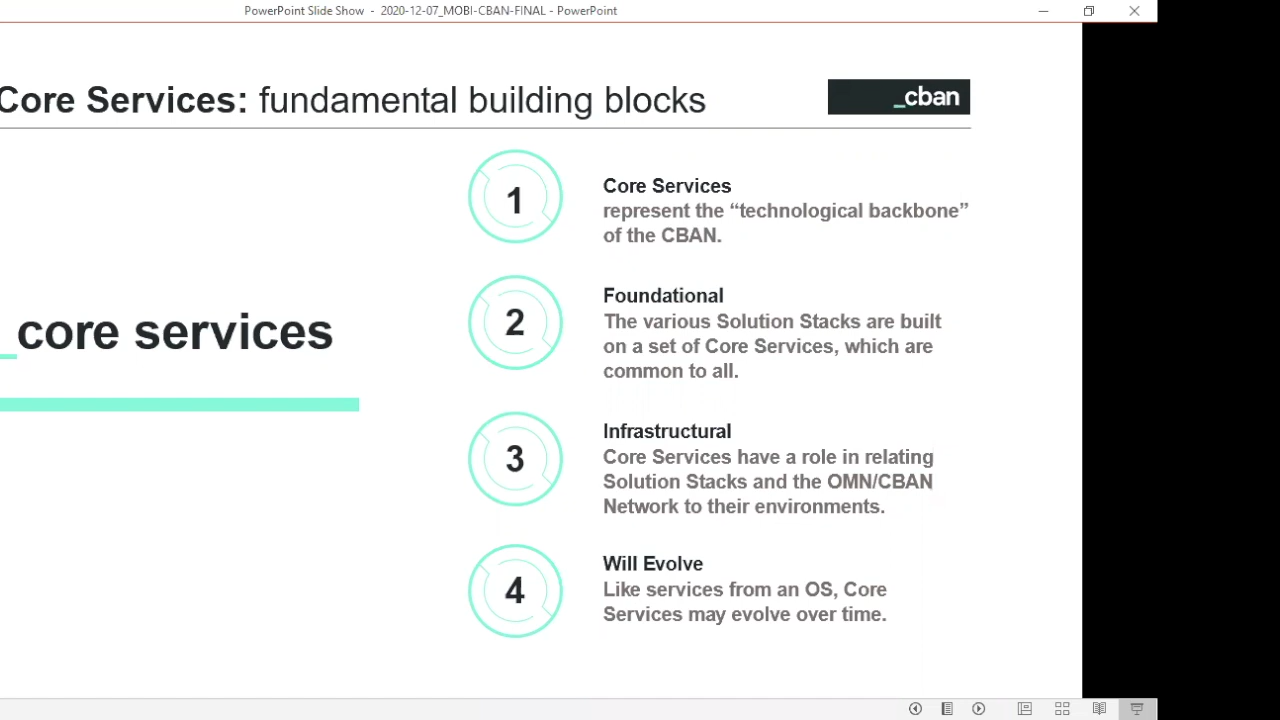 PowerPoint Slide Show - 2020-12-07_MOBI-CBAN-FINAL - PowerPoint
Core Services: fundamental building blocks
_cban
1
Core Services
represent the “technological backbone”
of the CBAN.
_core services
2
Foundational
The various Solution Stacks are built
on a set of Core Services, which are
common to all.
3
Infrastructural
Core Services have a role in relating
Solution Stacks and the OMN/CBAN
Network to their environments.
4
Will Evolve
Like services from an OS, Core
Services may evolve over time.